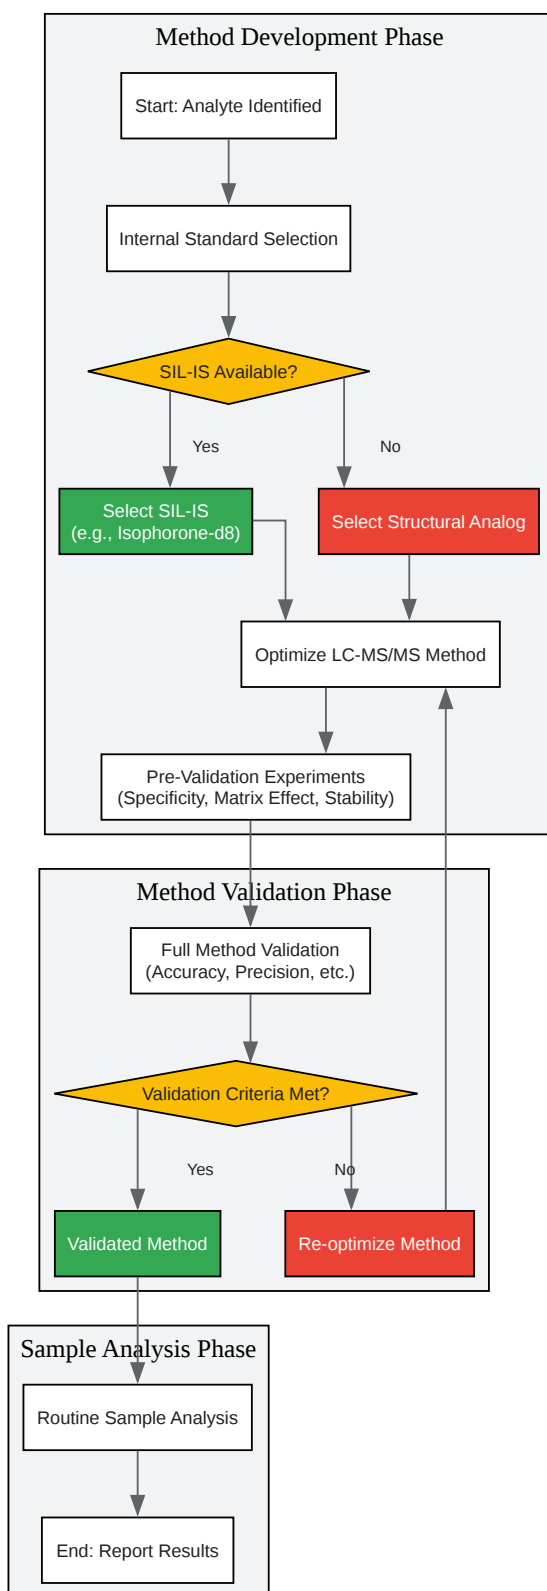 Method Development Phase
Start: Analyte Identified
Internal Standard Selection
SIL-IS Available?
Yes
No
Select SIL-IS
(e.g., Isophorone-d8)
Select Structural Analog
Optimize LC-MS/MS Method
Pre-Validation Experiments
(Specificity, Matrix Effect, Stability)
Method Validation Phase
Full Method Validation
(Accuracy, Precision, etc.)
Validation Criteria Met?
Yes
No
Validated Method
Re-optimize Method
Sample Analysis Phase
Routine Sample Analysis
End: Report Results